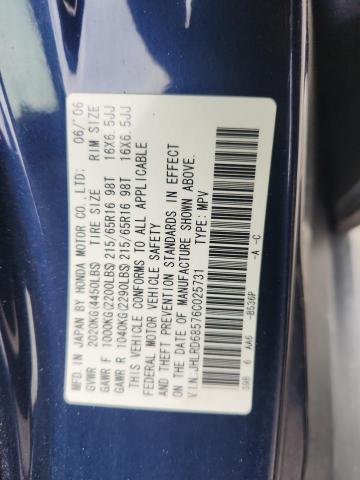 MFD. IN JAPAN BY HONDA MOTOR CO.,LTD: 06/'06
GVWR 2020KG(4450LBS) TIRE SIZE RIM SIZE
GAWR F 1000KG(2200LBS) 215/65R16 98T 16X6.5JJ
GAWR R 1040KG(2290LBS) 215/65R16 98T 16X6.5JJ
THIS VEHICLE CONFORMS TO ALL APPLICABLE
FEDERAL MOTOR VEHICLE SAFETY
AND THEFT PREVENTION STANDARDS IN EFFECT
ON THE DATE OF MANUFACTURE SHOWN ABOVE.
V.I.N:JHLRD68576C025731 TYPE: MPV
-B536P -A -C
S9B 6 AA6